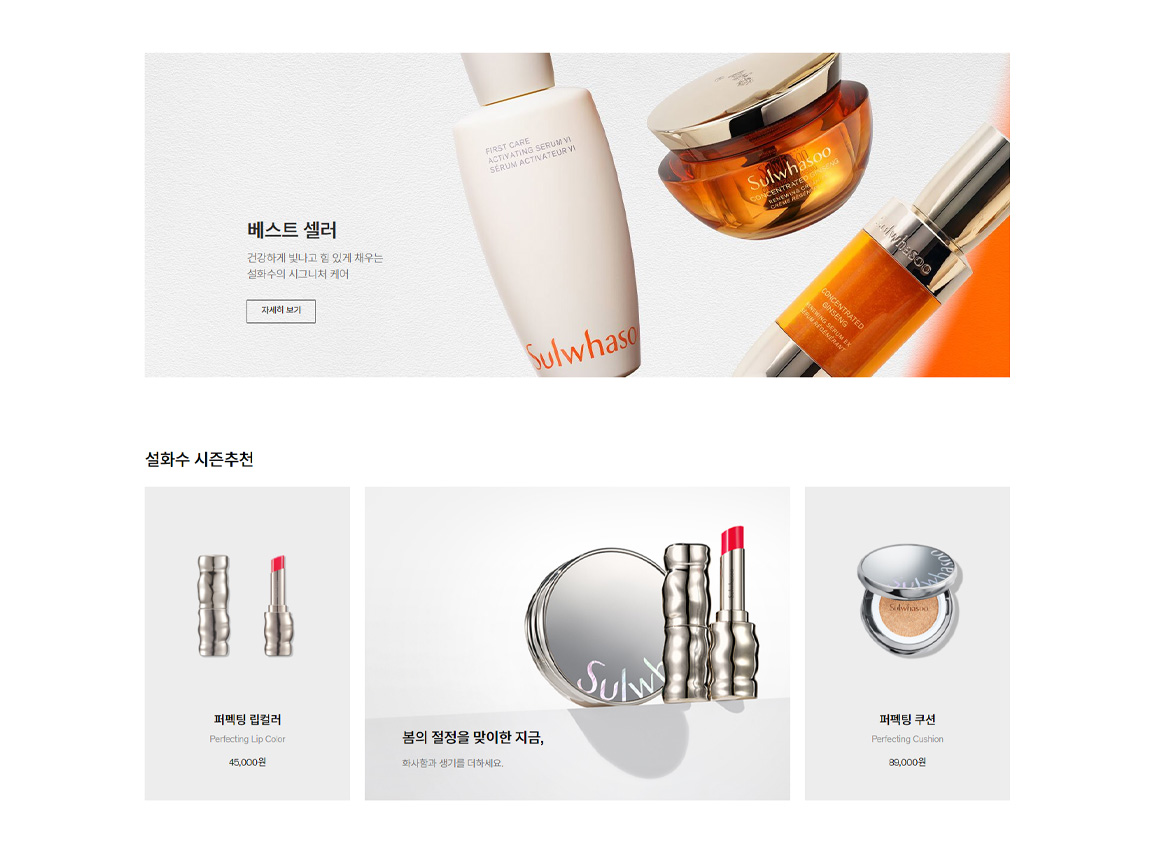 FIRST CARE
ACTIVATING SERUM VI
SÉRUM ACTIVATEUR VI
Sulwhasoo
CONCENTRATED GINSENG
RENEWING
CRÈME
Sulwhasoo
CONCENTRATED
GINSENG
RENEWING SERUM EX
SÉRUM RÉGÉNÉRANT
베스트 셀러
건강하게 빛나고 힘 있게 채우는
설화수의 시그니처 케어
자세히 보기
Sulwhaso
설화수 시즌추천
Sulwh
봄의 절정을 맞이한 지금,
화사함과 생기를 더하세요.
퍼펙팅 립컬러
Perfecting Lip Color
45,000원
Sulwhasoo
Sulwhasoo
퍼펙팅 쿠션
Perfecting Cushion
89,000원